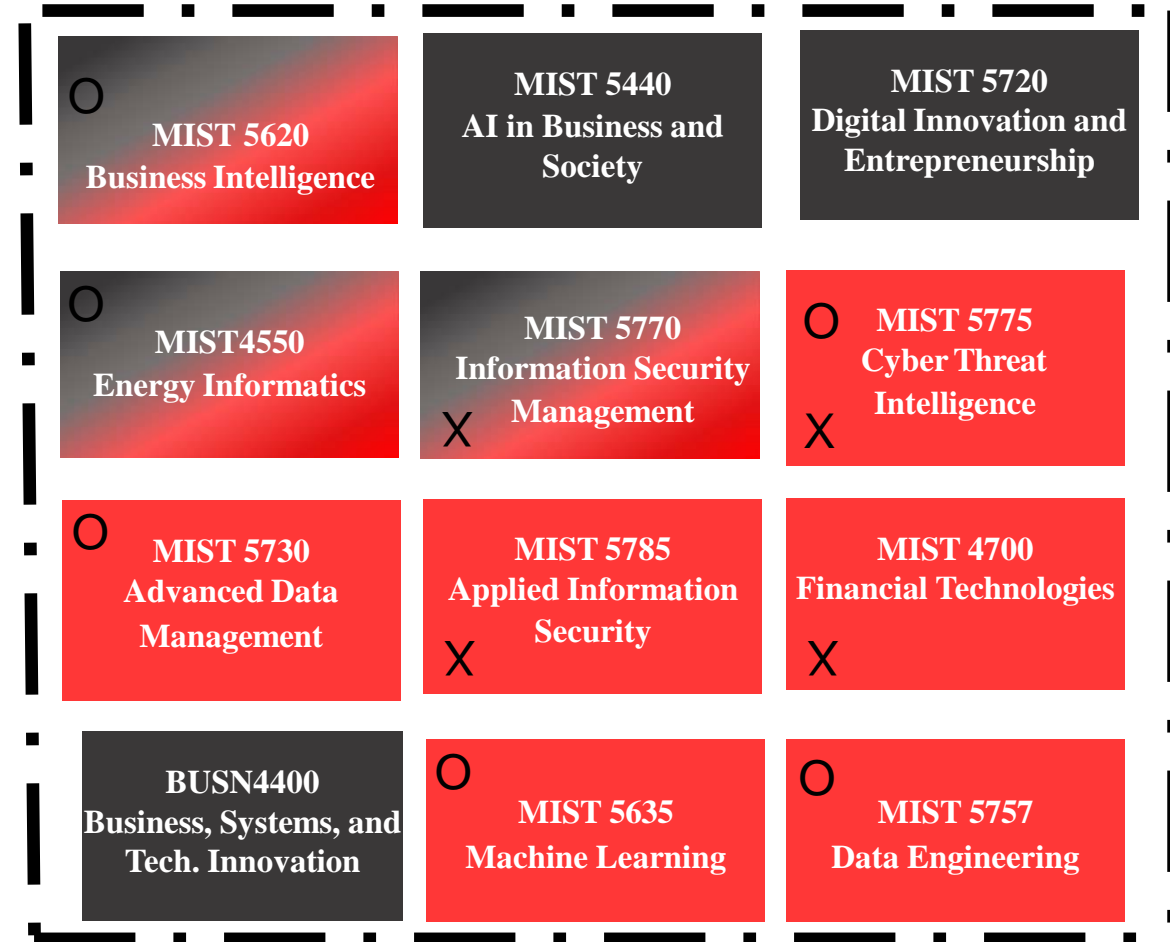 O
MIST 5620
Business Intelligence
MIST 5440
AI in Business and
Society
MIST 5720
Digital Innovation and
Entrepreneurship
O
MIST4550
Energy Informatics
MIST 5770
Information Security
Management
X
O
MIST 5775
Cyber Threat
Intelligence
X
O
MIST 5730
Advanced Data
Management
MIST 5785
Applied Information
Security
X
MIST 4700
Financial Technologies
X
BUSN4400
Business, Systems, and
Tech. Innovation
O
MIST 5635
Machine Learning
O
MIST 5757
Data Engineering